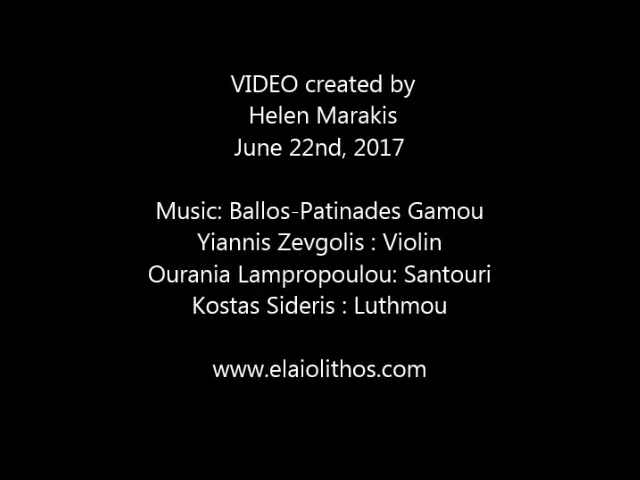 VIDEO created by
Helen Marakis
June 22nd, 2017
Music: Ballos-Patinades Gamou
Yiannis Zevgolis : Violin
Ourania Lampropoulou: Santouri
Kostas Sideris : Luthmou
www.elaiolithos.com